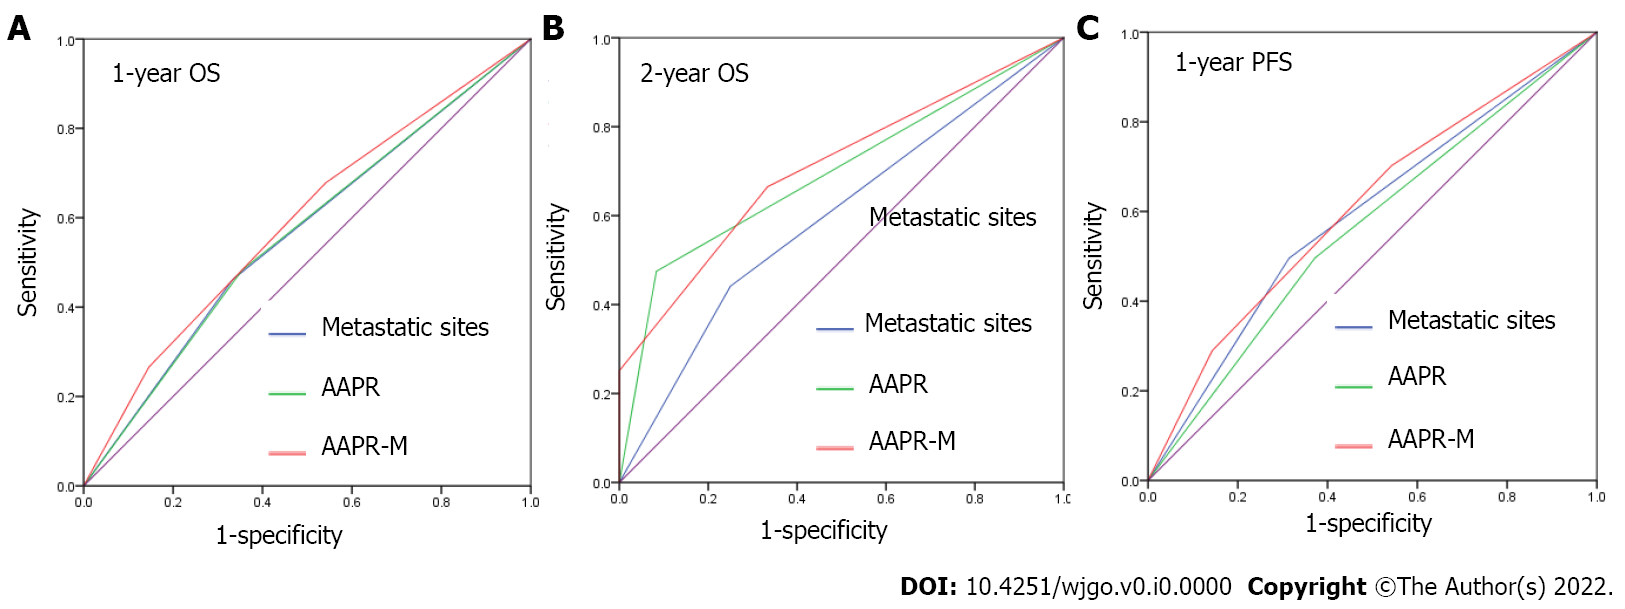 A
1-year OS
1.0
0.8
0.6
0.4
0.2
0.0
Sensitivity
Metastatic sites
AAPR
AAPR-M
0.0 0.2 0.4 0.6 0.8 1.0
1-specificity
B
2-year OS
1.0
0.8
0.6
0.4
0.2
0.0
Sensitivity
Metastatic sites
Metastatic sites
AAPR
AAPR-M
0.0 0.2 0.4 0.6 0.8 1.0
1-specificity
C
1-year PFS
1.0
0.8
0.6
0.4
0.2
0.0
Sensitivity
Metastatic sites
AAPR
AAPR-M
0.0 0.2 0.4 0.6 0.8 1.0
1-specificity
DOI: 10.4251/wjgo.v0.i0.0000 Copyright ©The Author(s) 2022.